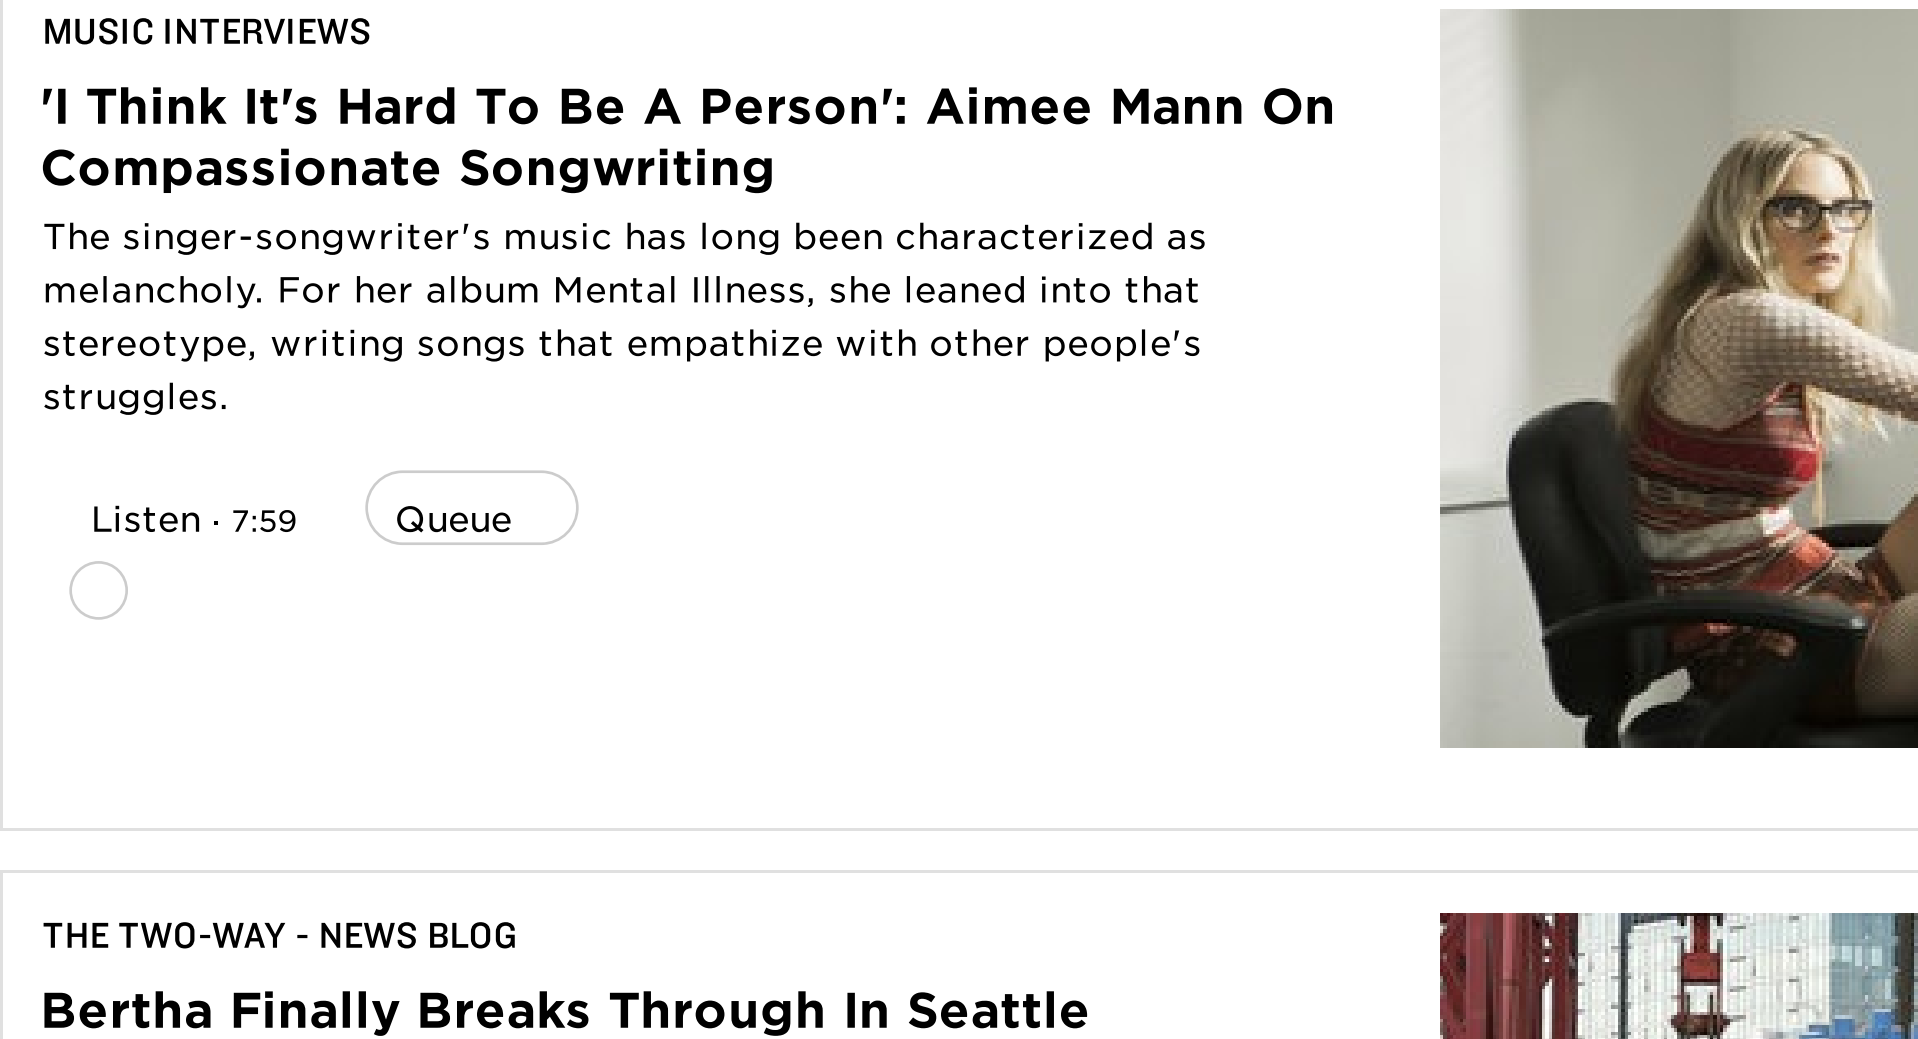 MUSIC INTERVIEWS
'I Think It's Hard To Be A Person': Aimee Mann On
Compassionate Songwriting
The singer-songwriter's music has long been characterized as
melancholy. For her album Mental Illness, she leaned into that
stereotype, writing songs that empathize with other people's
struggles.
Listen · 7:59 Queue
THE TWO-WAY - NEWS BLOG
Bertha Finally Breaks Through In Seattle